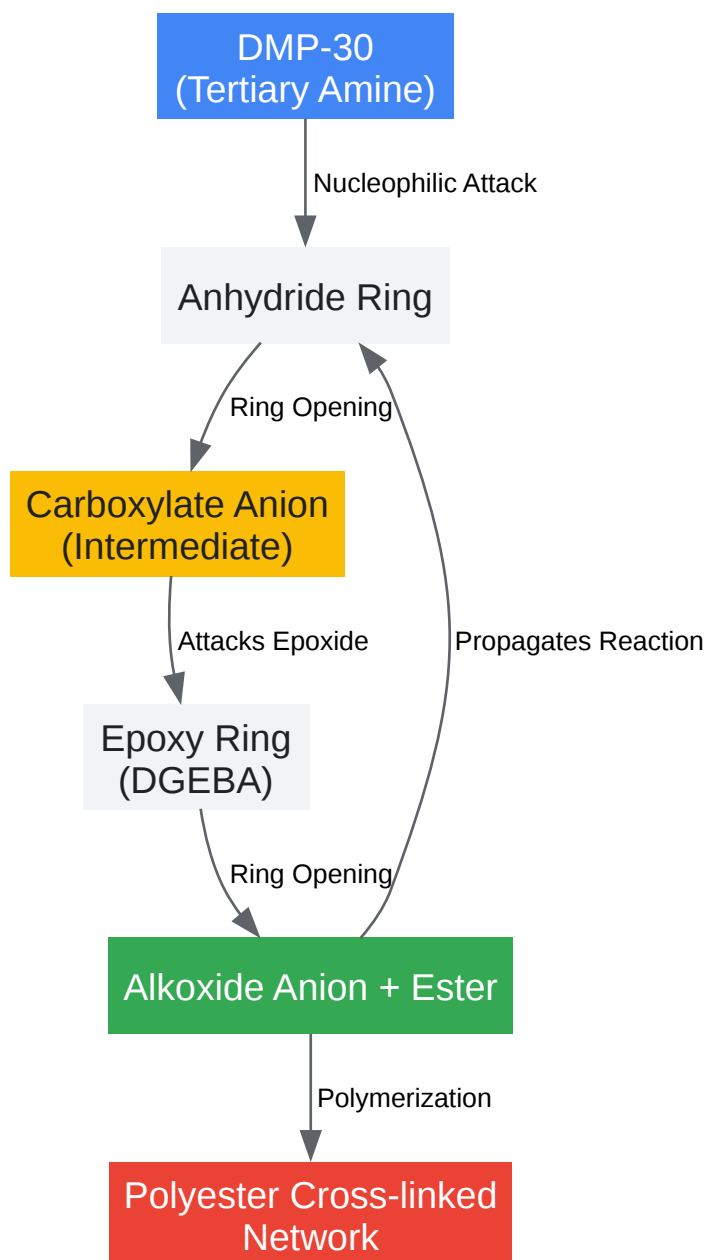 DMP-30
(Tertiary Amine)
Nucleophilic Attack
Anhydride Ring
Ring Opening
Carboxylate Anion
(Intermediate)
Attacks Epoxide
Propagates Reaction
Epoxy Ring
(DGEBA)
Ring Opening
Alkoxide Anion + Ester
Polymerization
Polyester Cross-linked
Network